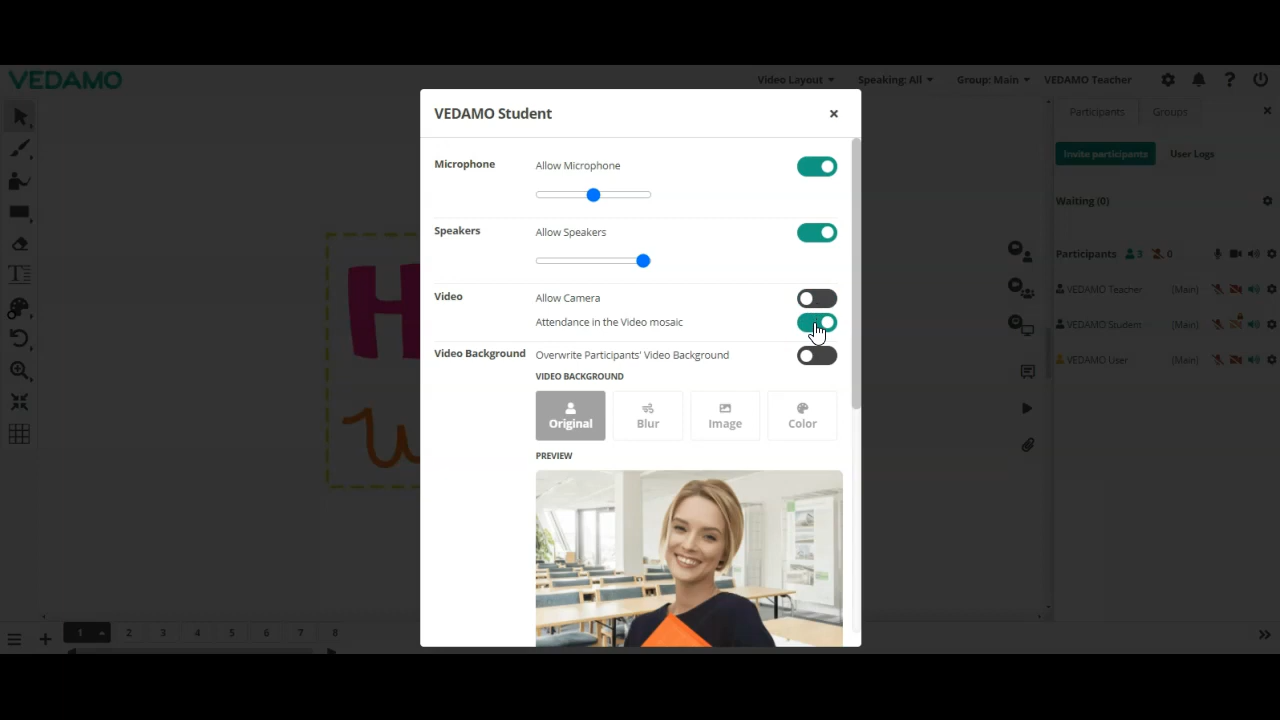 VEDAMO
Video Layout
Speaking: All
Group: Main
VEDAMO Teacher
?
VEDAMO Student
×
Participants
Groups
×
Microphone
Allow Microphone
Invite participants
User Logs
Waiting (0)
Speakers
Allow Speakers
Participants 3 0
Video
Allow Camera
VEDAMO Teacher (Main)
Attendance in the Video mosaic
VEDAMO Student (Main)
Video Background
Overwrite Participants' Video Background
VEDAMO User (Main)
VIDEO BACKGROUND
Original
Blur
Image
Color
PREVIEW
H
w
T
1 2 3 4 5 6 7 8